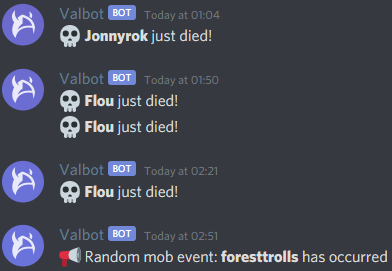 Valbot BOT Today at 01:04
Jonnyrok just died!
Valbot BOT Today at 01:50
Flou just died!
Flou just died!
Valbot BOT Today at 02:21
Flou just died!
Valbot BOT Today at 02:51
Random mob event: foresttrolls has occurred